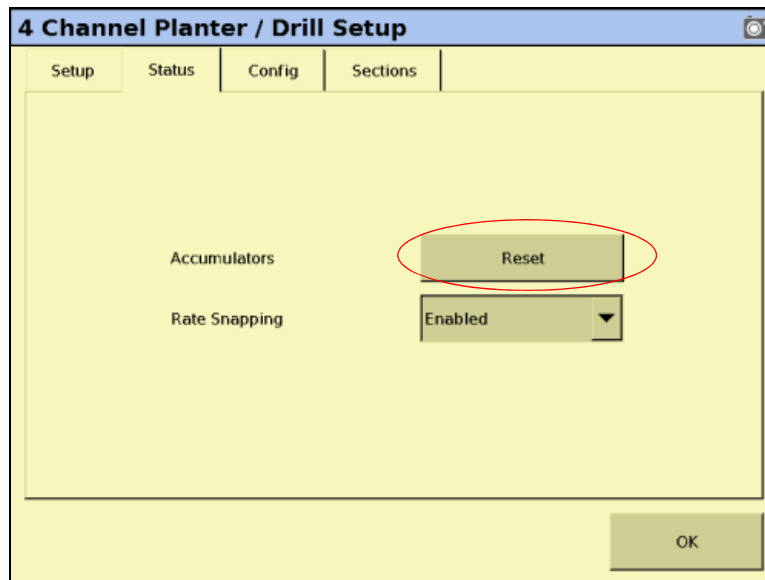 4 Channel Planter / Drill Setup
Setup Status Config Sections
Accumulators Reset
Rate Snapping Enabled
OK